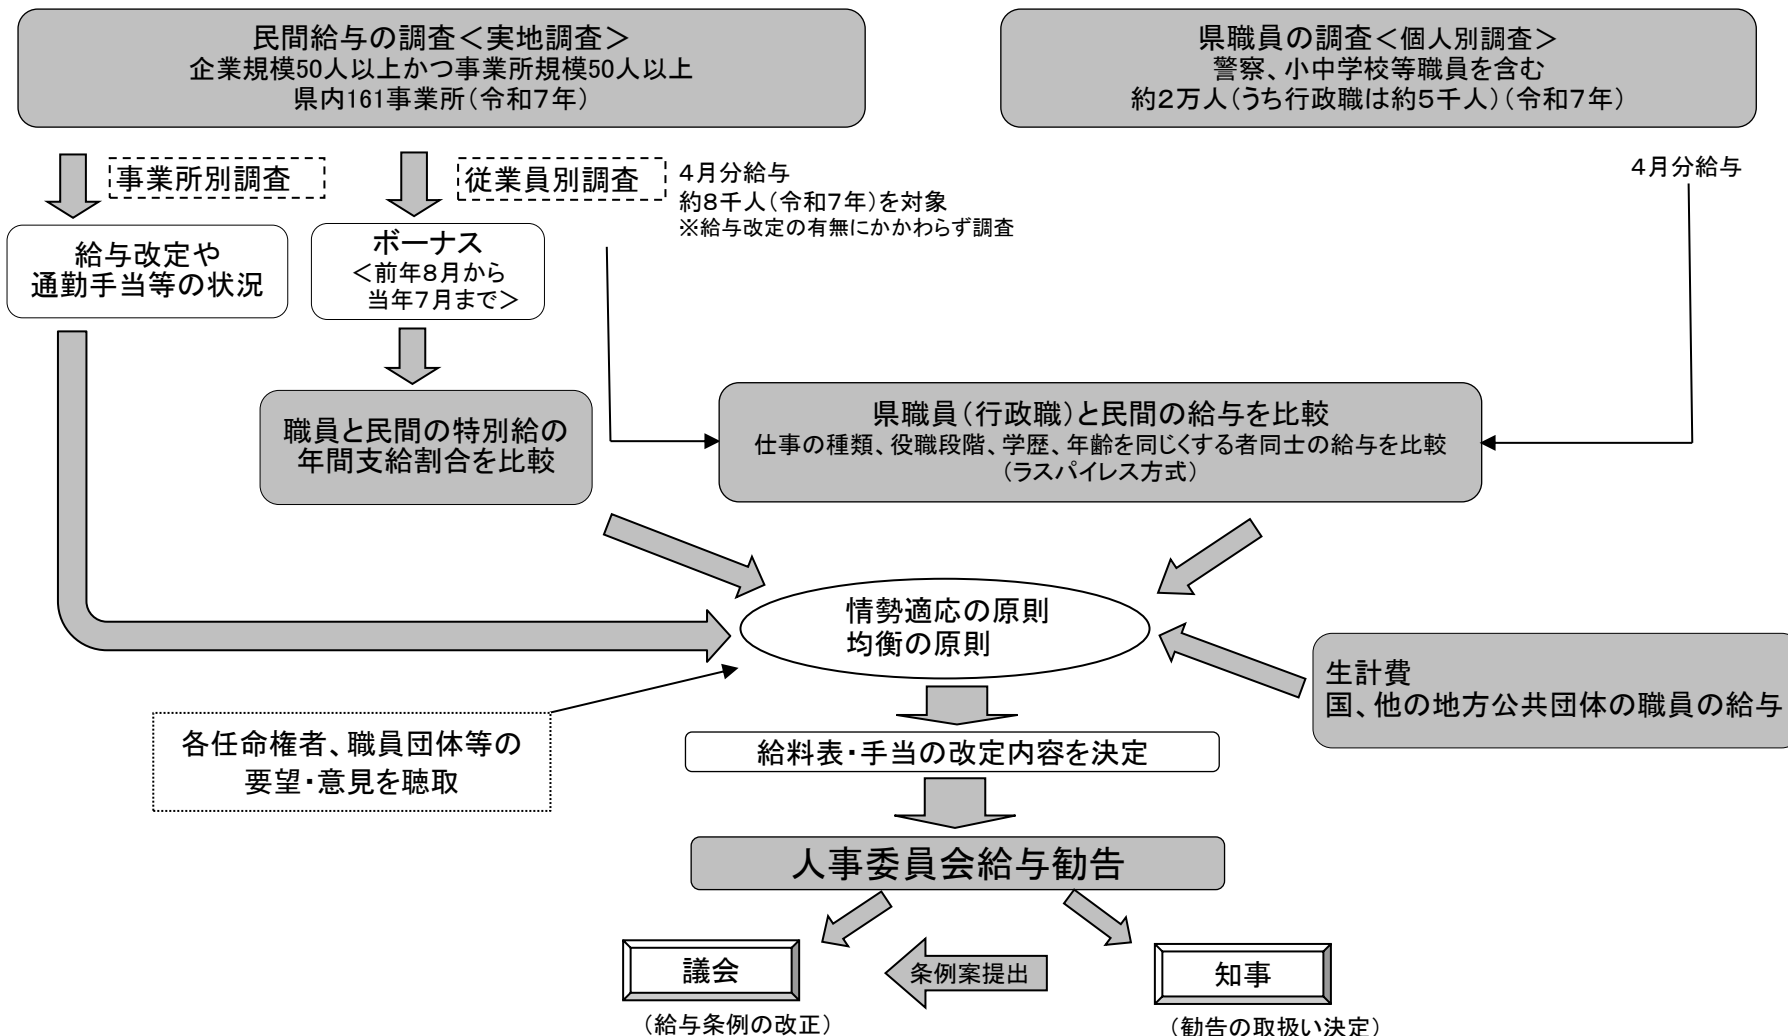 民間給与の調査＜実地調査＞
企業規模50人以上かつ事業所規模50人以上
県内161事業所（令和７年）
県職員の調査＜個人別調査＞
警察、小中学校等職員を含む
約２万人（うち行政職は約５千人）（令和７年）
事業所別調査
従業員別調査
４月分給与
約８千人（令和７年）を対象
※給与改定の有無にかかわらず調査
４月分給与
給与改定や
通勤手当等の状況
ボーナス
＜前年８月から
当年７月まで＞
職員と民間の特別給の
年間支給割合を比較
県職員（行政職）と民間の給与を比較
仕事の種類、役職段階、学歴、年齢を同じくする者同士の給与を比較
（ラスパイレス方式）
情勢適応の原則
均衡の原則
生計費
国、他の地方公共団体の職員の給与
各任命権者、職員団体等の
要望・意見を聴取
給料表・手当の改定内容を決定
人事委員会給与勧告
議会
条例案提出
知事
（給与条例の改正）
（勧告の取扱い決定）